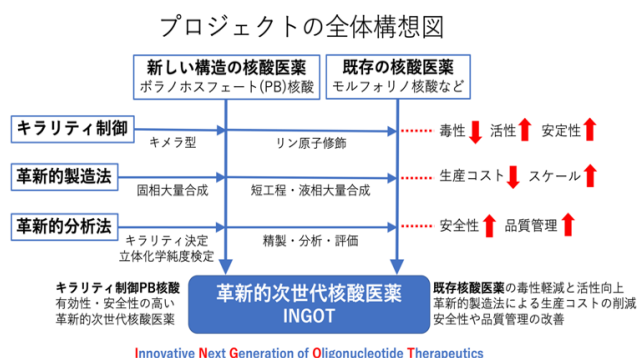 プロジェクトの全体構想図
新しい構造の核酸医薬
ボラノホスフェート(PB)核酸
既存の核酸医薬
モルフォリノ核酸など
キラリティ制御
キメラ型
リン原子修飾
毒性 活性 安定性
革新的製造法
固相大量合成
短工程・液相大量合成
生産コスト スケール
革新的分析法
キラリティ決定
立体化学純度検定
精製・分析・評価
安全性 品質管理
キラリティ制御PB核酸
有効性・安全性の高い
革新的次世代核酸医薬
革新的次世代核酸医薬
INGOT
既存核酸医薬の毒性軽減と活性向上
革新的製造法による生産コストの削減
安全性や品質管理の改善
Innovative Next Generation of Oligonucleotide Therapeutics